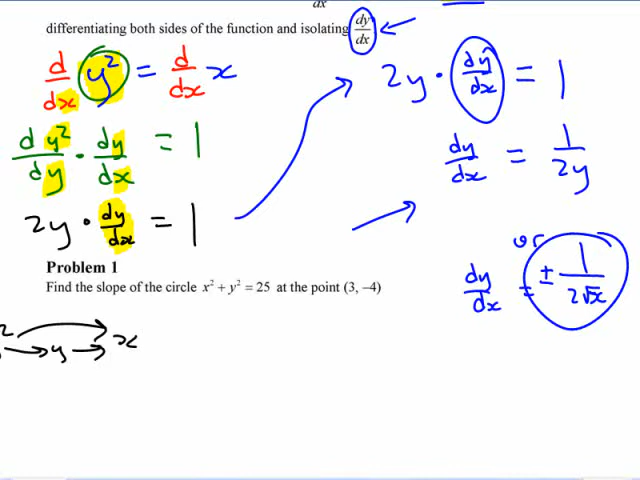 dx
differentiating both sides of the function and isolating dy/dx
d/dx y² = d/dx x
d y²/dy · dy/dx = 1
2y · dy/dx = 1
2y · dy/dx = 1
dy/dx = 1/2y
or
dy/dx = ± 1/2√x
Problem 1
Find the slope of the circle x² + y² = 25 at the point (3, −4)
y → x